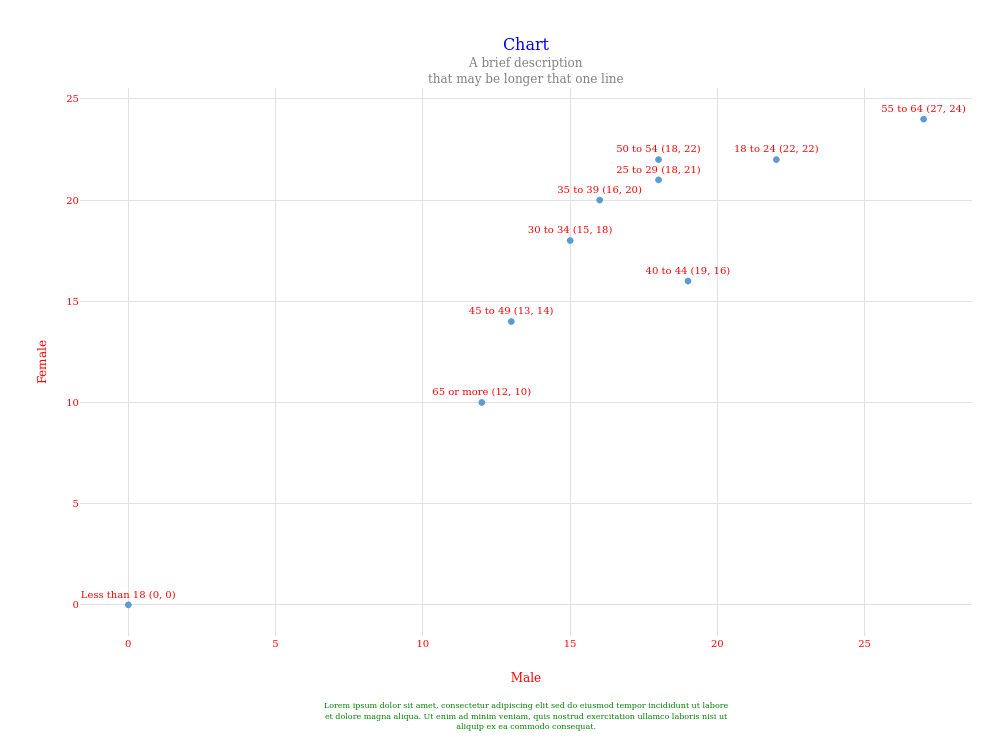 Chart
A brief description
that may be longer that one line
25
55 to 64 (27, 24)
50 to 54 (18, 22)
18 to 24 (22, 22)
25 to 29 (18, 21)
35 to 39 (16, 20)
20
30 to 34 (15, 18)
40 to 44 (19, 16)
15
45 to 49 (13, 14)
Female
65 or more (12, 10)
10
5
Less than 18 (0, 0)
0
0 5 10 15 20 25
Male
Lorem ipsum dolor sit amet, consectetur adipiscing elit sed do eiusmod tempor incididunt ut labore
et dolore magna aliqua. Ut enim ad minim veniam, quis nostrud exercitation ullamco laboris nisi ut
aliquip ex ea commodo consequat.